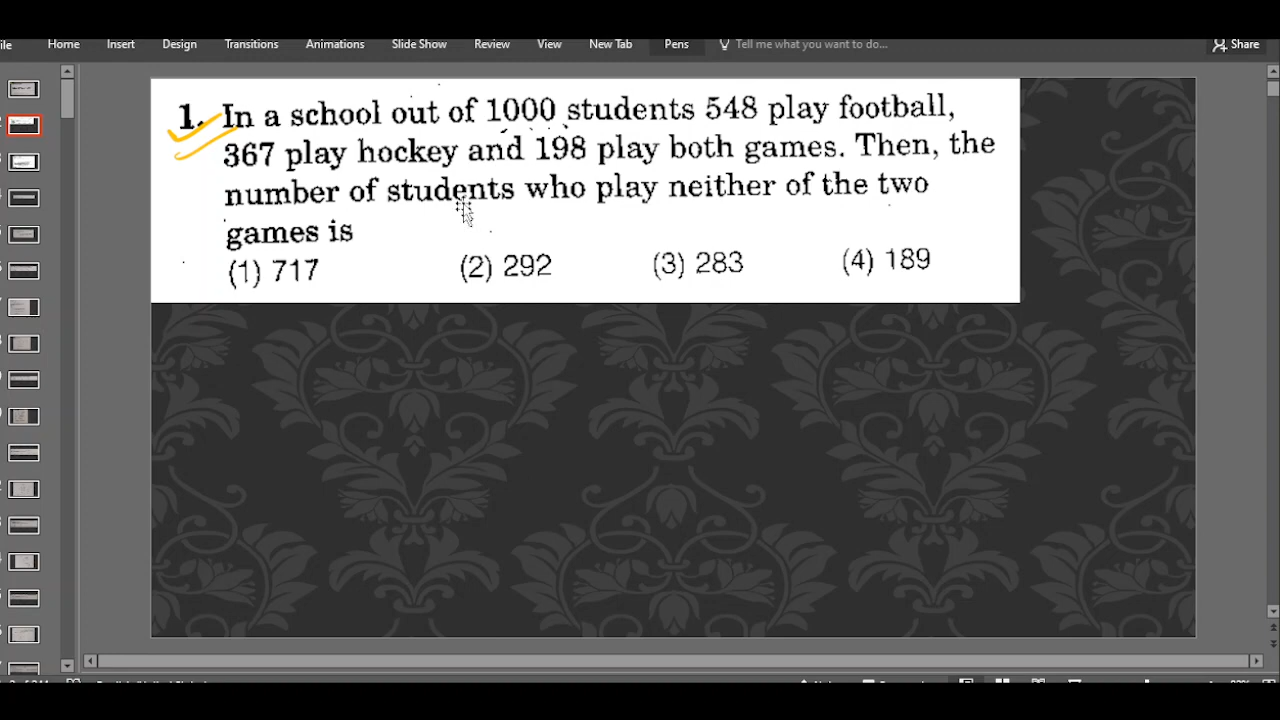 Home Insert Design Transitions Animations Slide Show Review View New Tab Pens Tell me what you want to do... Share
1. In a school out of 1000 students 548 play football,
367 play hockey and 198 play both games. Then, the
number of students who play neither of the two
games is
(1) 717 (2) 292 (3) 283 (4) 189